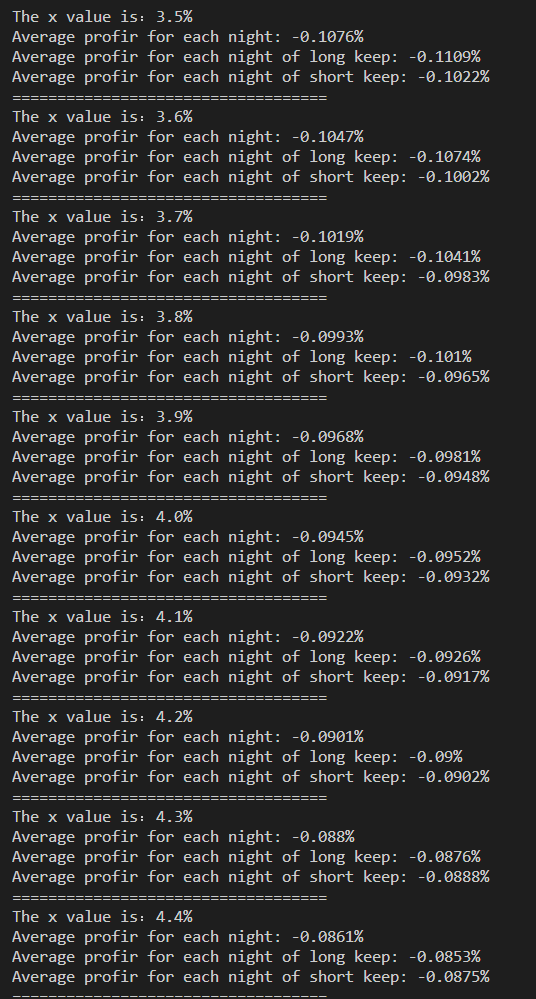 The x value is: 3.5%
Average profir for each night: -0.1076%
Average profir for each night of long keep: -0.1109%
Average profir for each night of short keep: -0.1022%
===================================
The x value is: 3.6%
Average profir for each night: -0.1047%
Average profir for each night of long keep: -0.1074%
Average profir for each night of short keep: -0.1002%
===================================
The x value is: 3.7%
Average profir for each night: -0.1019%
Average profir for each night of long keep: -0.1041%
Average profir for each night of short keep: -0.0983%
===================================
The x value is: 3.8%
Average profir for each night: -0.0993%
Average profir for each night of long keep: -0.101%
Average profir for each night of short keep: -0.0965%
===================================
The x value is: 3.9%
Average profir for each night: -0.0968%
Average profir for each night of long keep: -0.0981%
Average profir for each night of short keep: -0.0948%
===================================
The x value is: 4.0%
Average profir for each night: -0.0945%
Average profir for each night of long keep: -0.0952%
Average profir for each night of short keep: -0.0932%
===================================
The x value is: 4.1%
Average profir for each night: -0.0922%
Average profir for each night of long keep: -0.0926%
Average profir for each night of short keep: -0.0917%
===================================
The x value is: 4.2%
Average profir for each night: -0.0901%
Average profir for each night of long keep: -0.09%
Average profir for each night of short keep: -0.0902%
===================================
The x value is: 4.3%
Average profir for each night: -0.088%
Average profir for each night of long keep: -0.0876%
Average profir for each night of short keep: -0.0888%
===================================
The x value is: 4.4%
Average profir for each night: -0.0861%
Average profir for each night of long keep: -0.0853%
Average profir for each night of short keep: -0.0875%
===================================